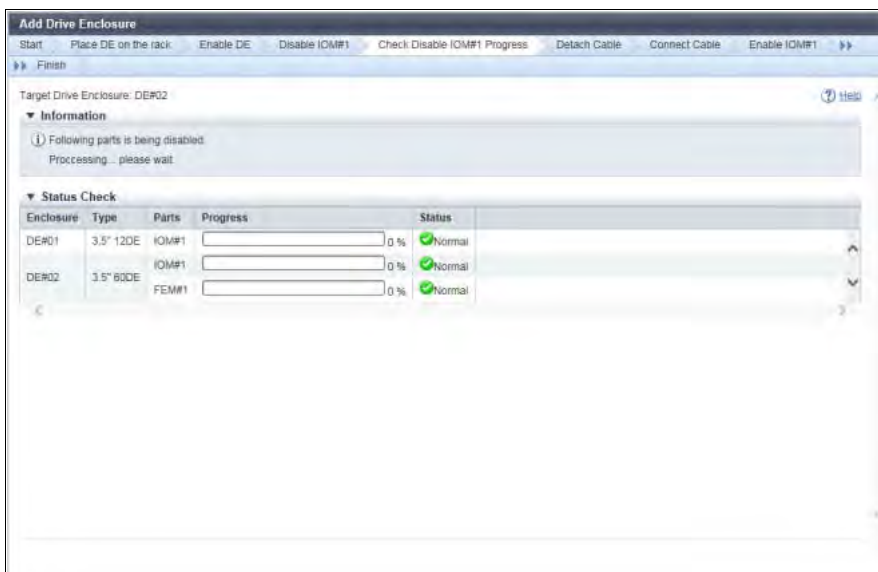 Add Drive Enclosure
Start Place DE on the rack Enable DE Disable IOM#1 Check Disable IOM#1 Progress Detach Cable Connect Cable Enable IOM#1
Finish
Target Drive Enclosure: DE#02
Help
Information
Following parts is being disabled.
Proccessing... please wait.
Status Check
Enclosure Type Parts Progress Status
DE#01 3.5" 12DE IOM#1 0 % Normal
DE#02 3.5" 60DE IOM#1 0 % Normal
FEM#1 0 % Normal